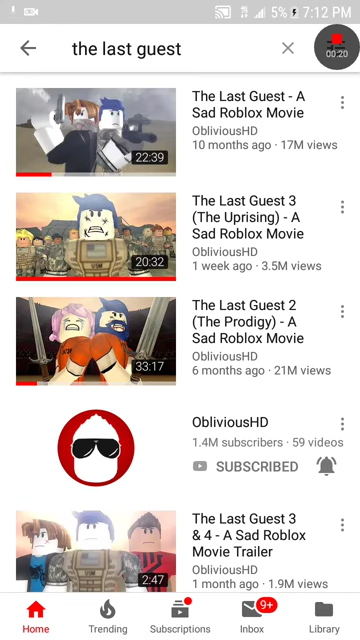 5% 7:12 PM
the last guest
00:20
The Last Guest - A
Sad Roblox Movie
ObliviousHD
10 months ago · 17M views
22:39
The Last Guest 3
(The Uprising) - A
Sad Roblox Movie
ObliviousHD
1 week ago · 3.5M views
20:32
The Last Guest 2
(The Prodigy) - A
Sad Roblox Movie
ObliviousHD
6 months ago · 21M views
33:17
ObliviousHD
1.4M subscribers · 59 videos
SUBSCRIBED
The Last Guest 3
& 4 - A Sad Roblox
Movie Trailer
ObliviousHD
1 month ago · 1.9M views
2:47
9+
Home Trending Subscriptions Inbox Library